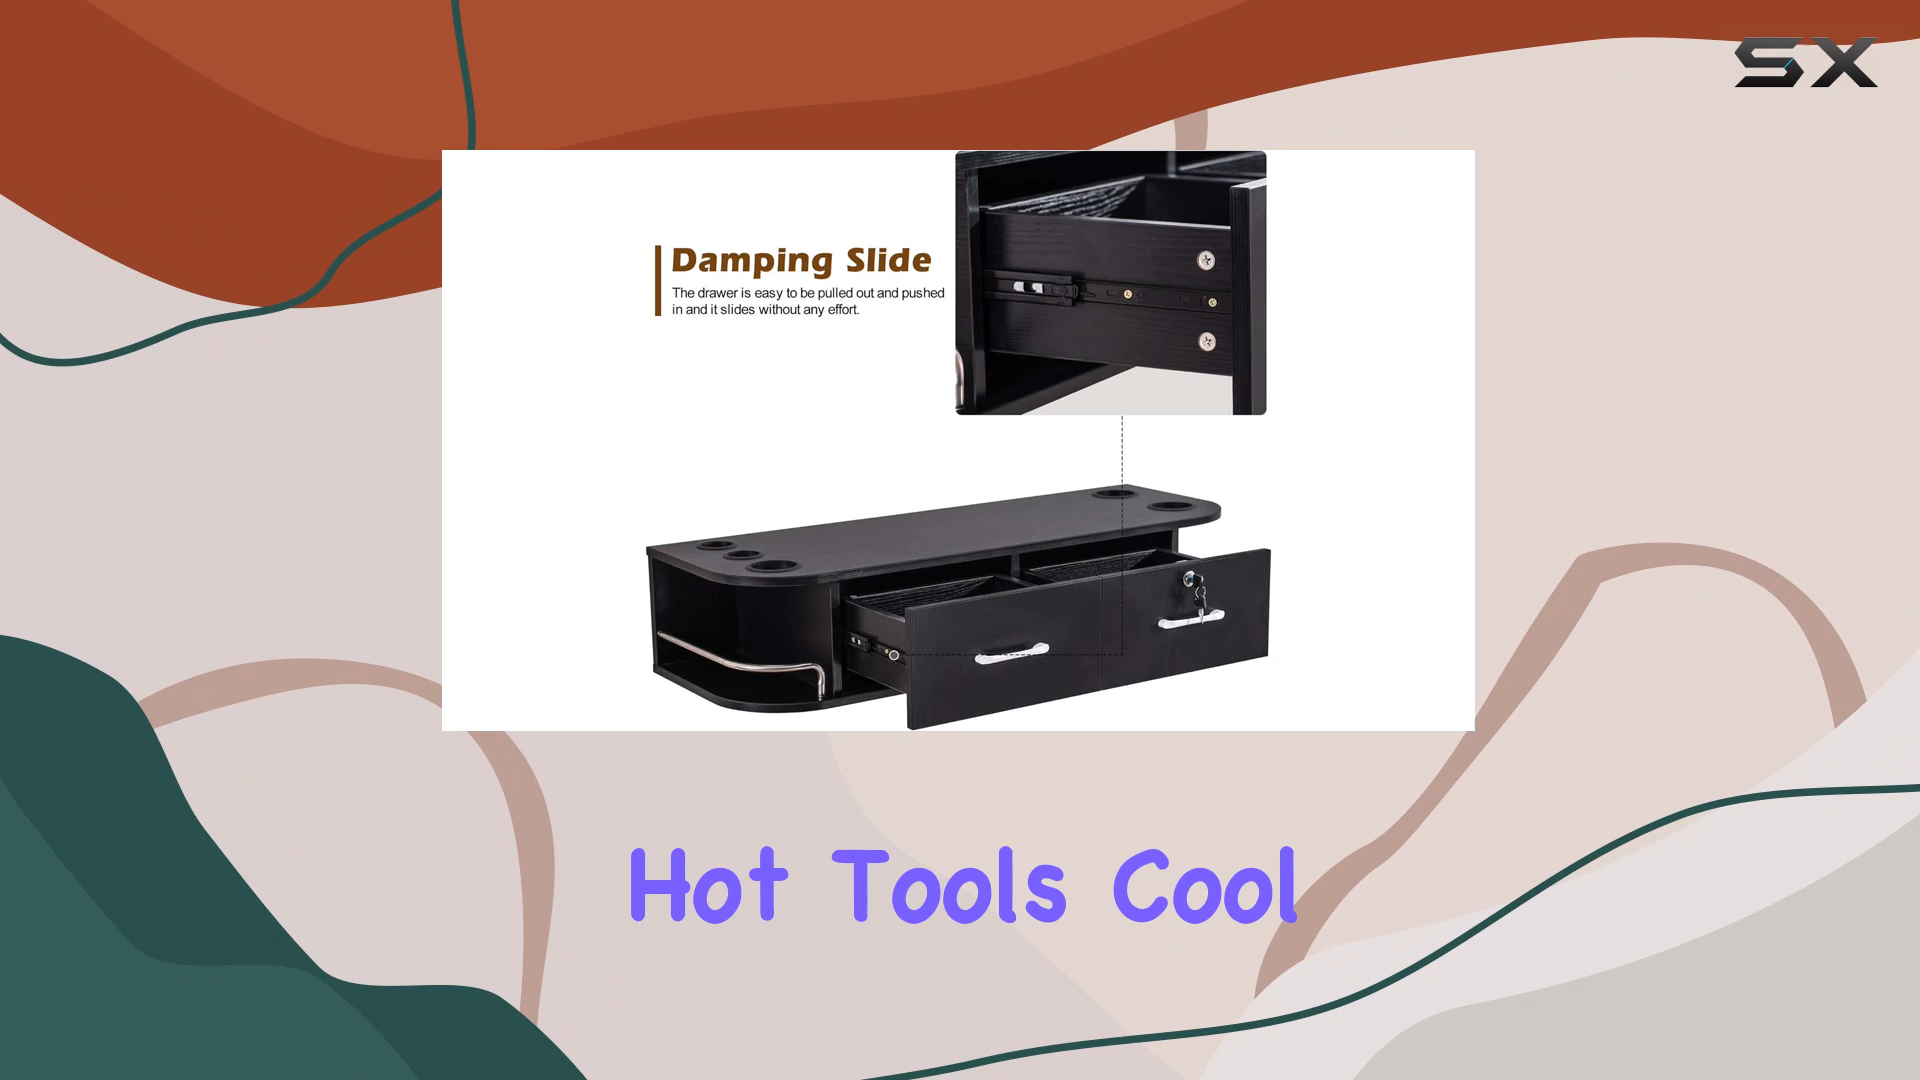 SX
Damping Slide
The drawer is easy to be pulled out and pushed
in and it slides without any effort.
Hot Tools Cool